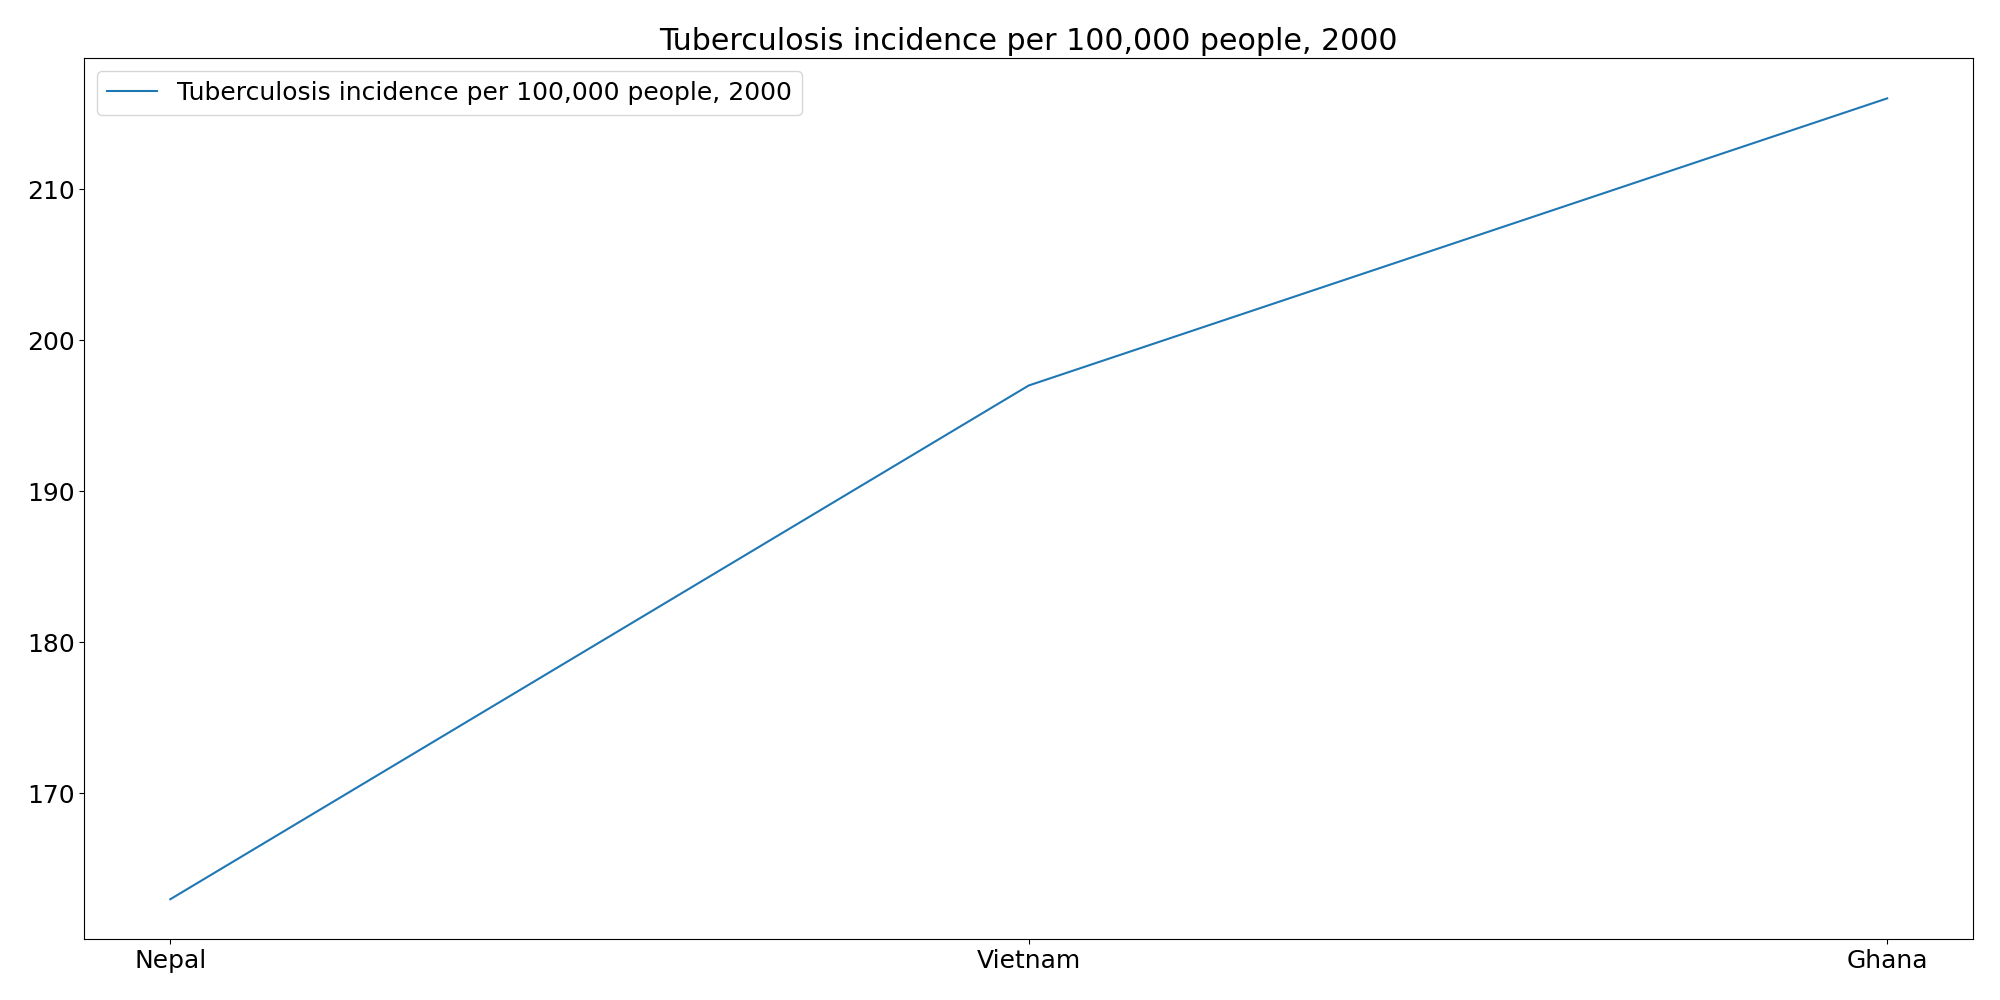 Tuberculosis incidence per 100,000 people, 2000
Tuberculosis incidence per 100,000 people, 2000
210
200
190
180
170
Nepal Vietnam Ghana